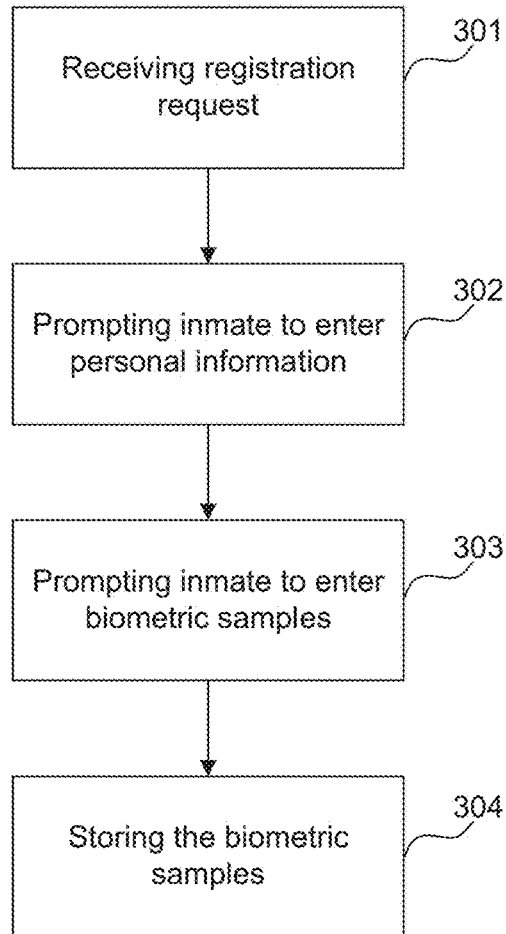 301
Receiving registration
request
302
Prompting inmate to enter
personal information
303
Prompting inmate to enter
biometric samples
304
Storing the biometric
samples